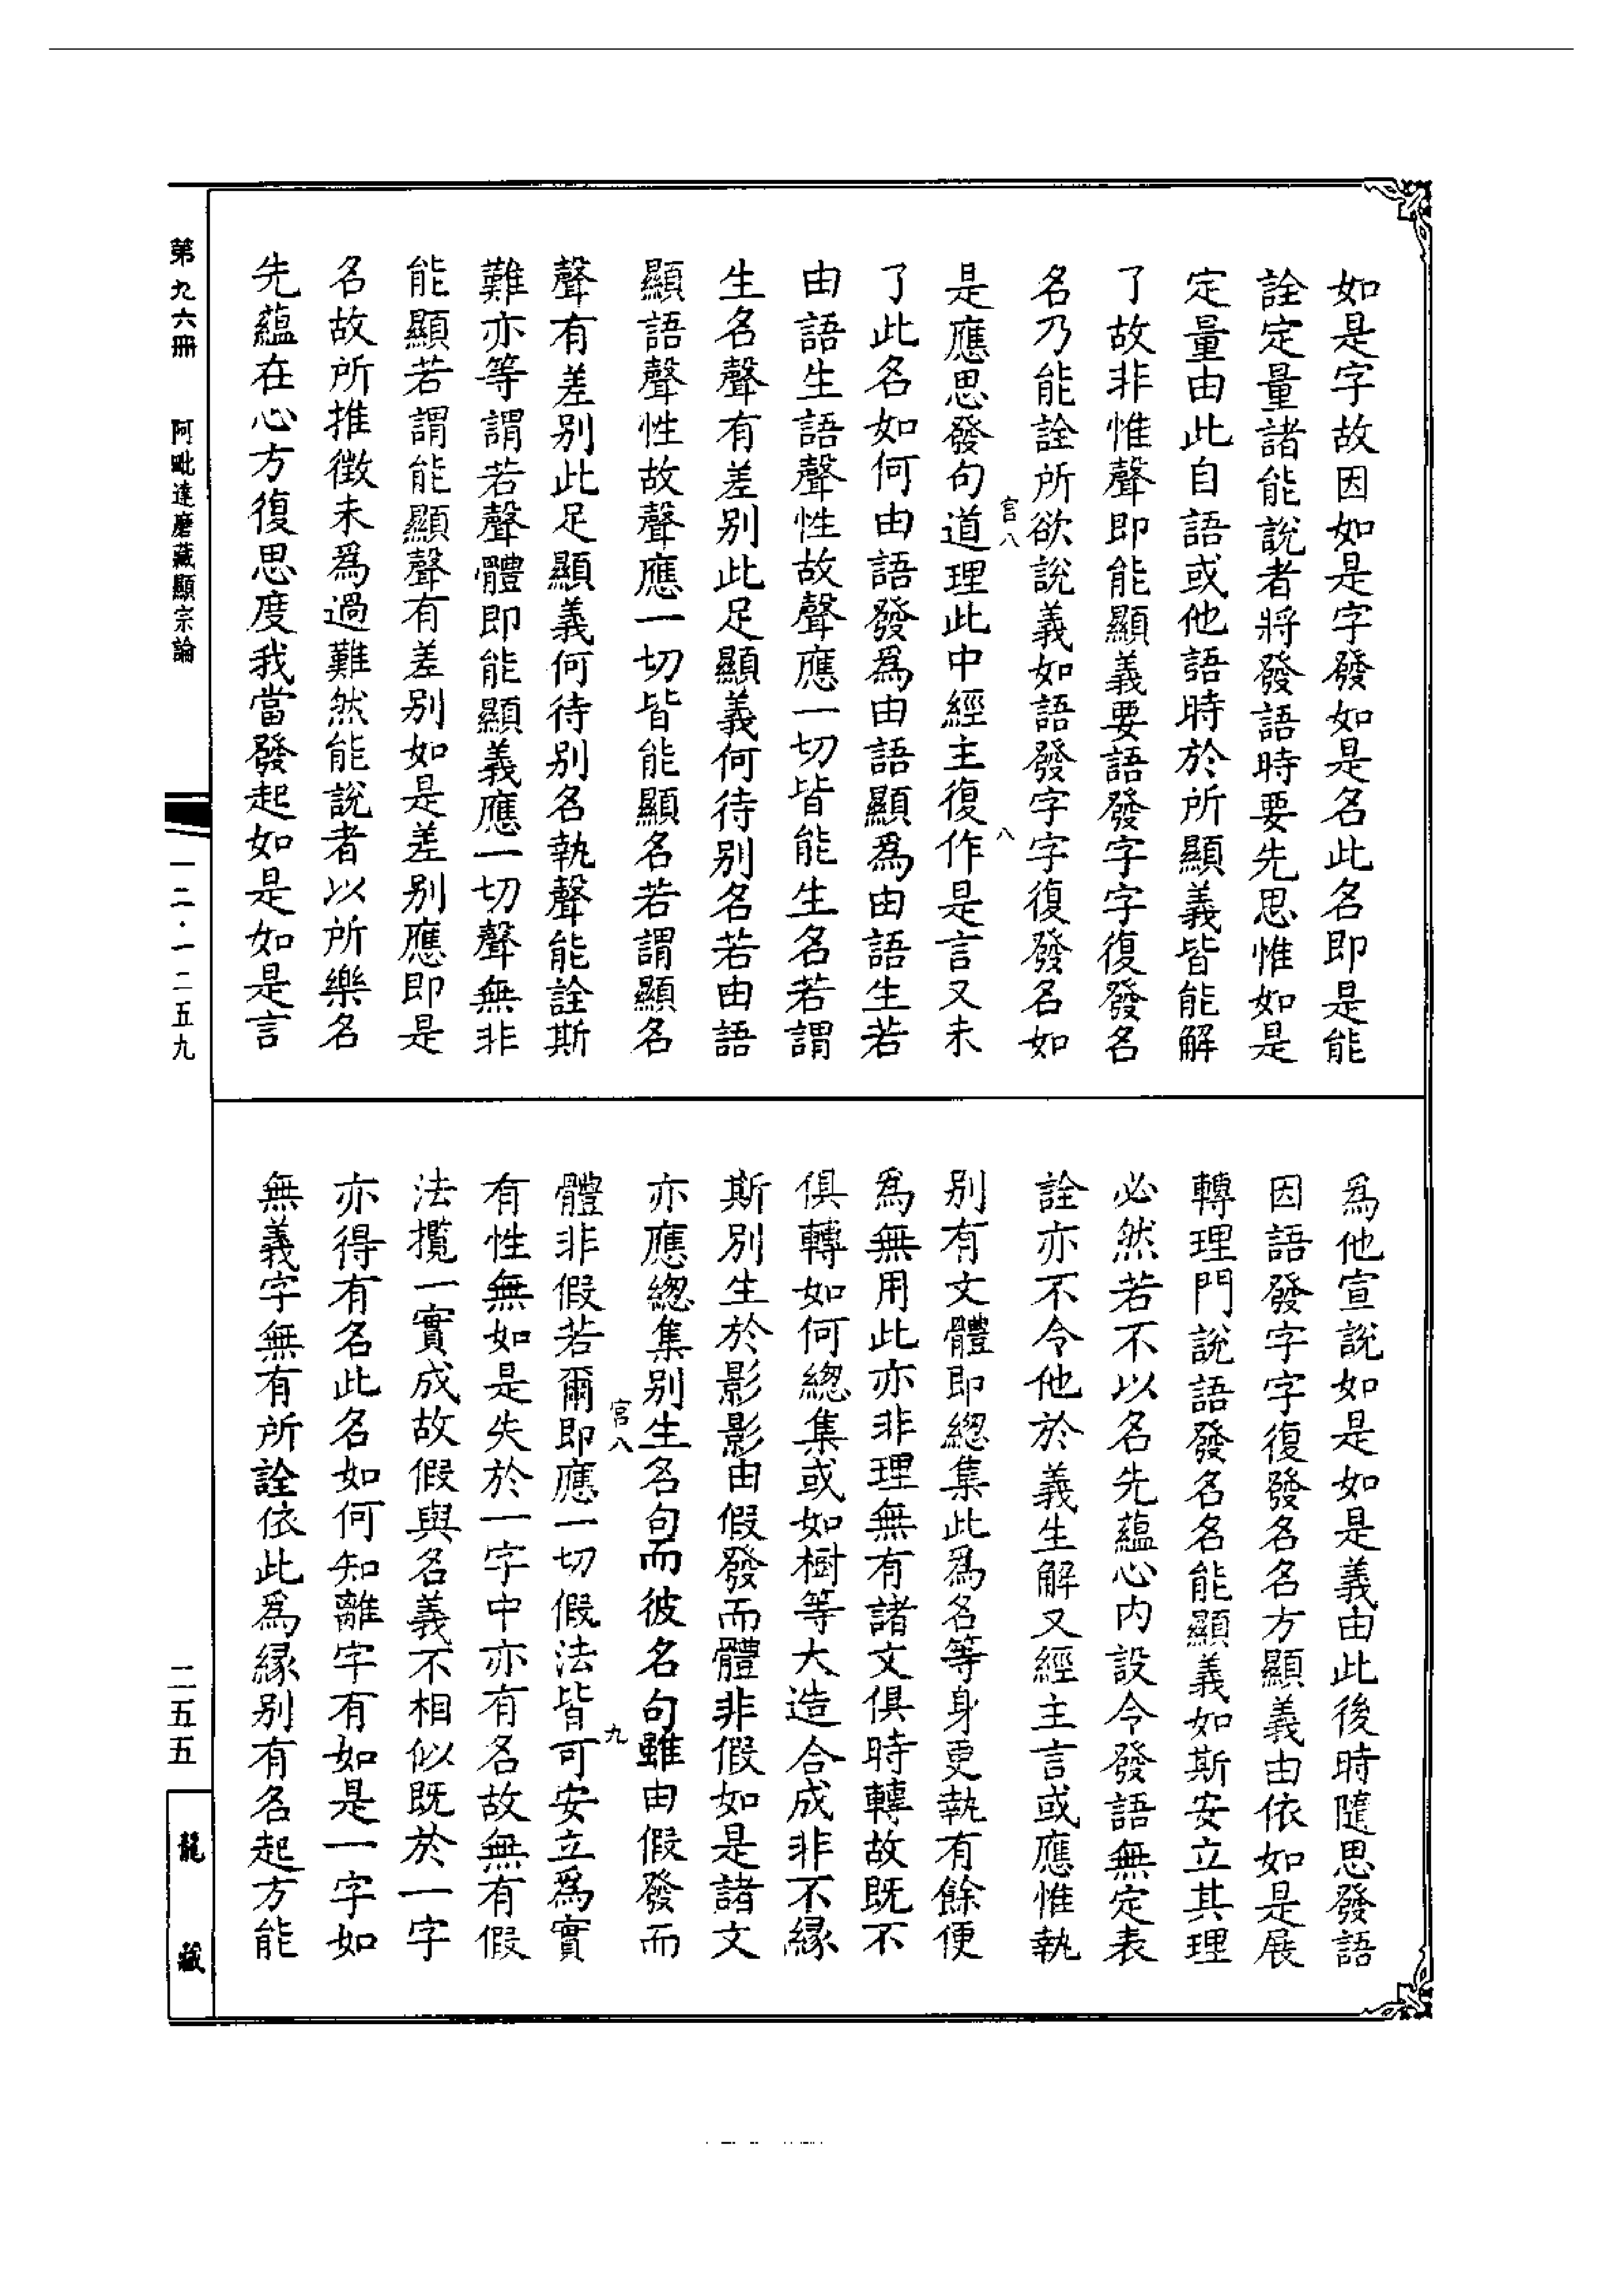 如是字故因如是字發如是名此名即是能
詮定量諸能說者將發語時要先思惟如是
定量由此自語或他語時於所顯義皆能解
了故非惟聲即能顯義要語發字字復發名
名乃能詮所欲說義如語發字字復發名如
官八
八
是應思發句道理此中經主復作是言又未
了此名如何由語發爲由語顯爲由語生若
由語生語聲性故聲應一切皆能生名若謂
生名聲有差別此足顯義何待別名若由語
顯語聲性故聲應一切皆能顯名若謂顯名
聲有差別此足顯義何待別名執聲能詮斯
難亦等謂若聲體即能顯義應一切聲無非
能顯若謂能顯聲有差別如是差別應即是
名故所推徵未爲過難然能說者以所樂名
先蘊在心方復思度我當發起如是如是言
爲他宣說如是如是義由此後時隨思發語
因語發字字復發名名方顯義由依如是展
轉理門說語發名名能顯義如斯安立其理
必然若不以名先蘊心內設令發語無定表
詮亦不令他於義生解又經主言或應惟執
別有文體即緫集此爲名等身更執有餘便
爲無用此亦非理無有諸文俱時轉故既不
俱轉如何緫集或如樹等大造合成非不縁
斯別生於影影由假發而體非假如是諸文
亦應緫集別生名句而彼名句雖由假發而
官八
九
體非假若爾即應一切假法皆可安立爲實
有性無如是失於一字中亦有名故無有假
法攬一實成故假與名義不相似既於一字
亦得有名此名如何知離字有如是一字如
無義字無有所詮依此爲縁別有名起方能
第九六冊
阿毗達磨藏顯宗論
一二·一二五九
二五五
龍藏